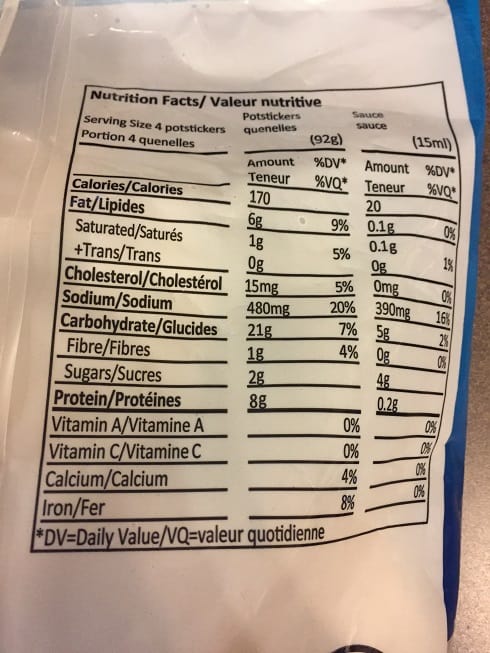 Nutrition Facts/ Valeur nutritive
Serving Size 4 potstickers Potstickers Sauce
Portion 4 quenelles quenelles sauce
(92g) (15ml)
Amount %DV* Amount %DV*
Teneur %VQ* Teneur %VQ*
Calories/Calories 170 20
Fat/Lipides 6g 9% 0.1g 0%
Saturated/Saturés 1g 0.1g
+Trans/Trans 0g 5% 0g 1%
Cholesterol/Cholestérol 15mg 5% 0mg 0%
Sodium/Sodium 480mg 20% 390mg 16%
Carbohydrate/Glucides 21g 7% 5g 2%
Fibre/Fibres 1g 4% 0g 0%
Sugars/Sucres 2g 4g
Protein/Protéines 8g 0.2g
Vitamin A/Vitamine A 0% 0%
Vitamin C/Vitamine C 0% 0%
Calcium/Calcium 4% 0%
Iron/Fer 8% 0%
*DV=Daily Value/VQ=valeur quotidienne